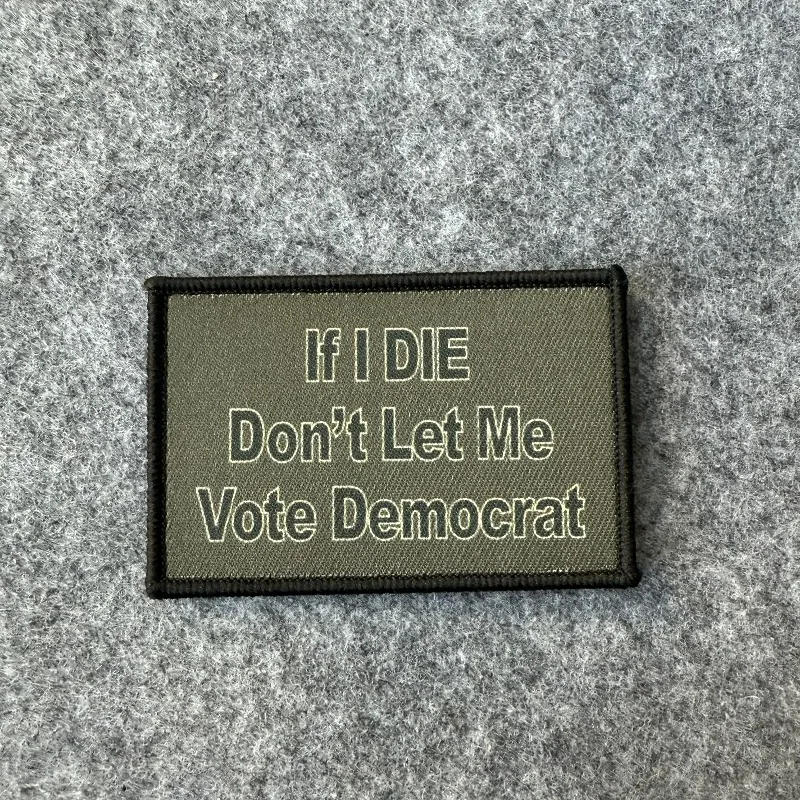 If I DIE
Don't Let Me
Vote Democrat